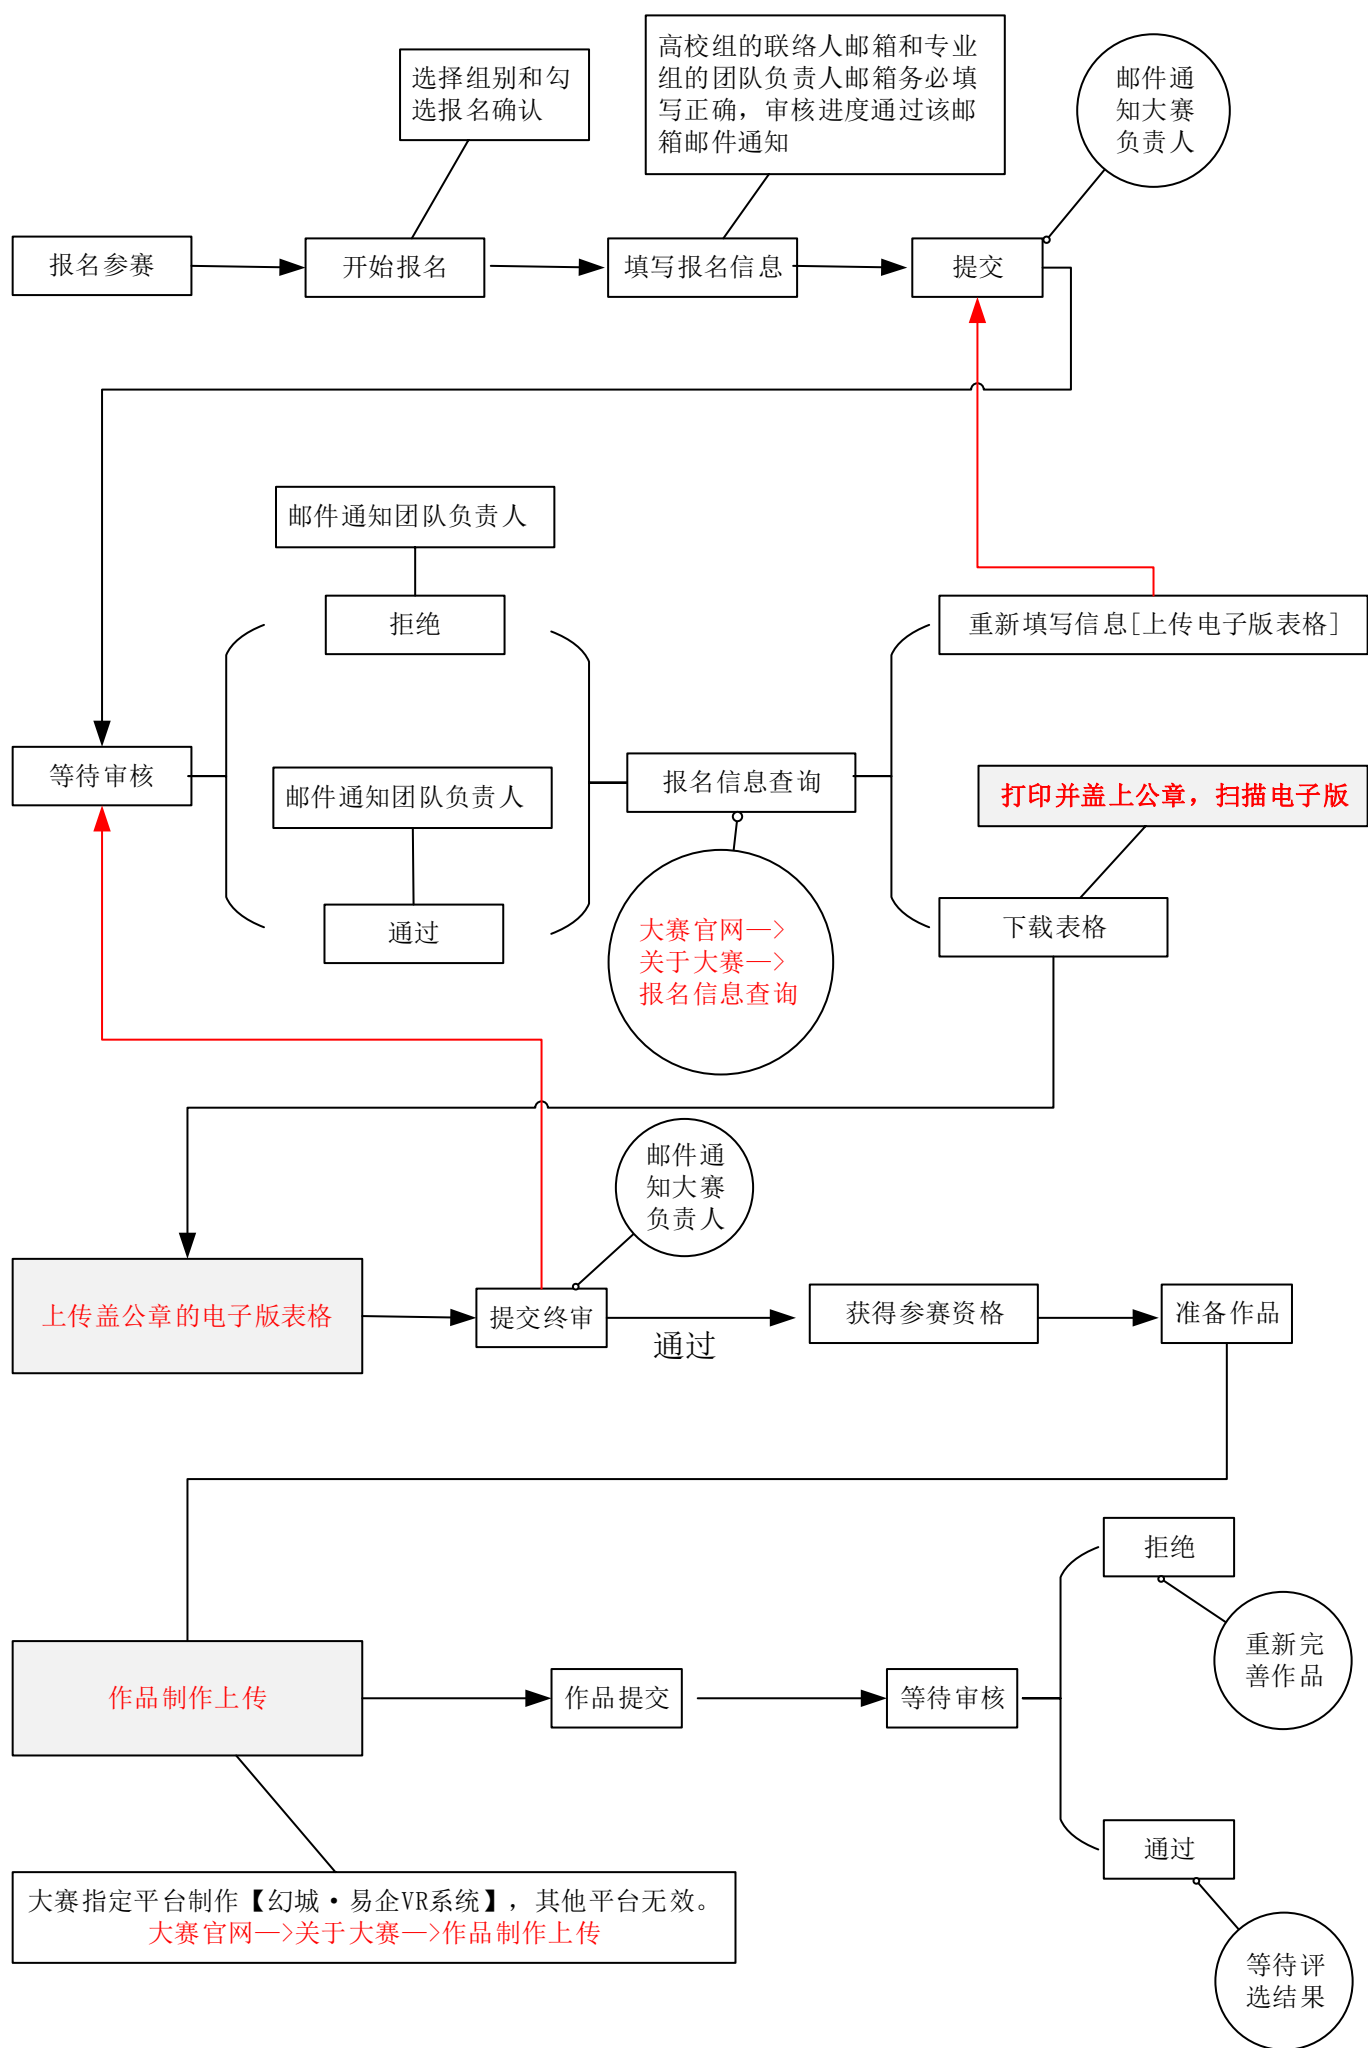 选择组别和勾
选报名确认
高校组的联络人邮箱和专业
组的团队负责人邮箱务必填
写正确，审核进度通过该邮
箱邮件通知
邮件通
知大赛
负责人
报名参赛
开始报名
填写报名信息
提交
邮件通知团队负责人
拒绝
重新填写信息[上传电子版表格]
等待审核
邮件通知团队负责人
报名信息查询
打印并盖上公章，扫描电子版
通过
大赛官网—>
关于大赛—>
报名信息查询
下载表格
邮件通
知大赛
负责人
上传盖公章的电子版表格
提交终审
通过
获得参赛资格
准备作品
拒绝
重新完
善作品
作品制作上传
作品提交
等待审核
通过
大赛指定平台制作【幻城·易企VR系统】，其他平台无效。
大赛官网—>关于大赛—>作品制作上传
等待评
选结果